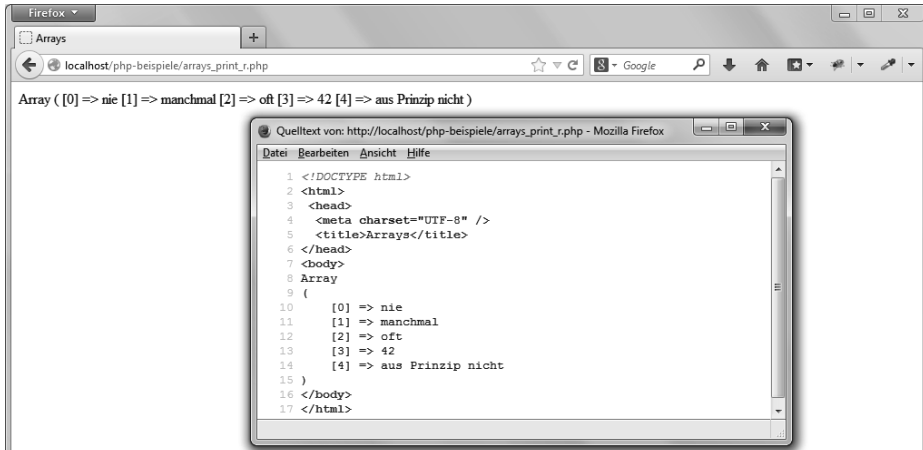 Firefox
Arrays
+
localhost/php-beispiele/arrays_print_r.php
8 Google
Array ( [0] => nie [1] => manchmal [2] => oft [3] => 42 [4] => aus Prinzip nicht )
Quelltext von: http://localhost/php-beispiele/arrays_print_r.php - Mozilla Firefox
Datei Bearbeiten Ansicht Hilfe
1 <!DOCTYPE html>
2 <html>
3 <head>
4 <meta charset="UTF-8" />
5 <title>Arrays</title>
6 </head>
7 <body>
8 Array
9 (
10 [0] => nie
11 [1] => manchmal
12 [2] => oft
13 [3] => 42
14 [4] => aus Prinzip nicht
15 )
16 </body>
17 </html>